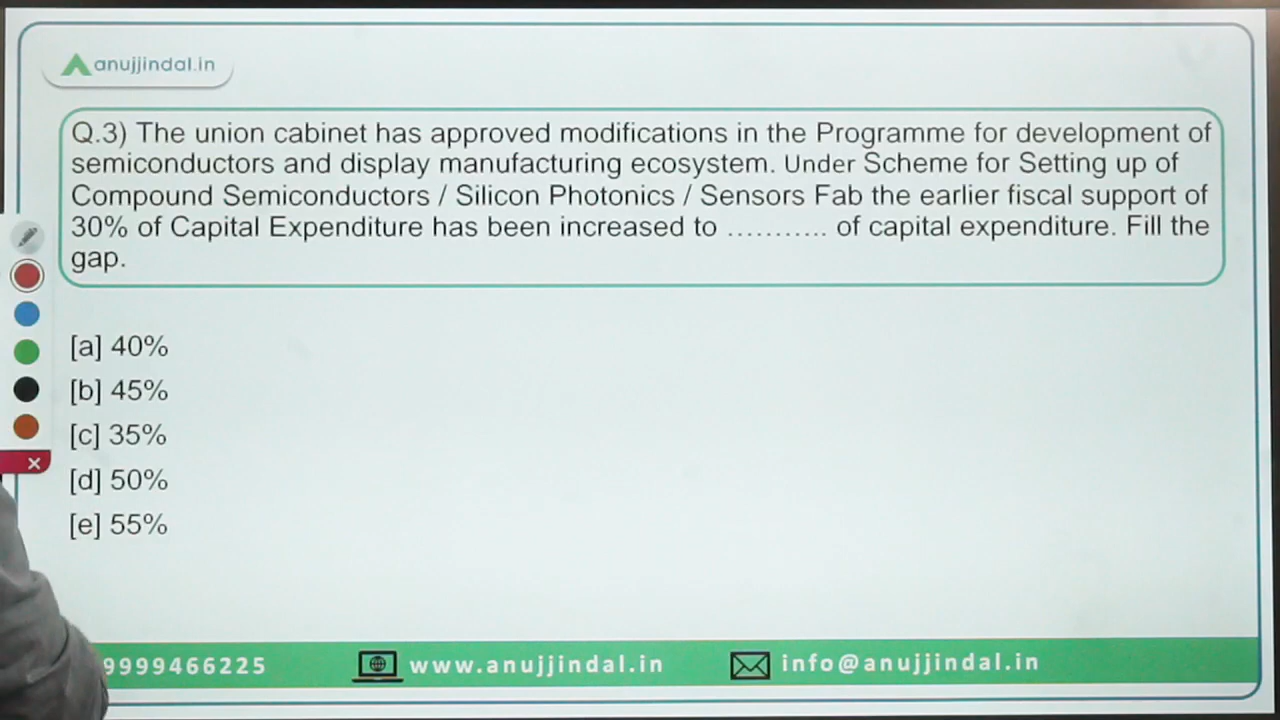 anujjindal.in
Q.3) The union cabinet has approved modifications in the Programme for development of
semiconductors and display manufacturing ecosystem. Under Scheme for Setting up of
Compound Semiconductors / Silicon Photonics / Sensors Fab the earlier fiscal support of
30% of Capital Expenditure has been increased to ........... of capital expenditure. Fill the
gap.
[a] 40%
[b] 45%
[c] 35%
[d] 50%
[e] 55%
9999466225
www.anujjindal.in
info@anujjindal.in